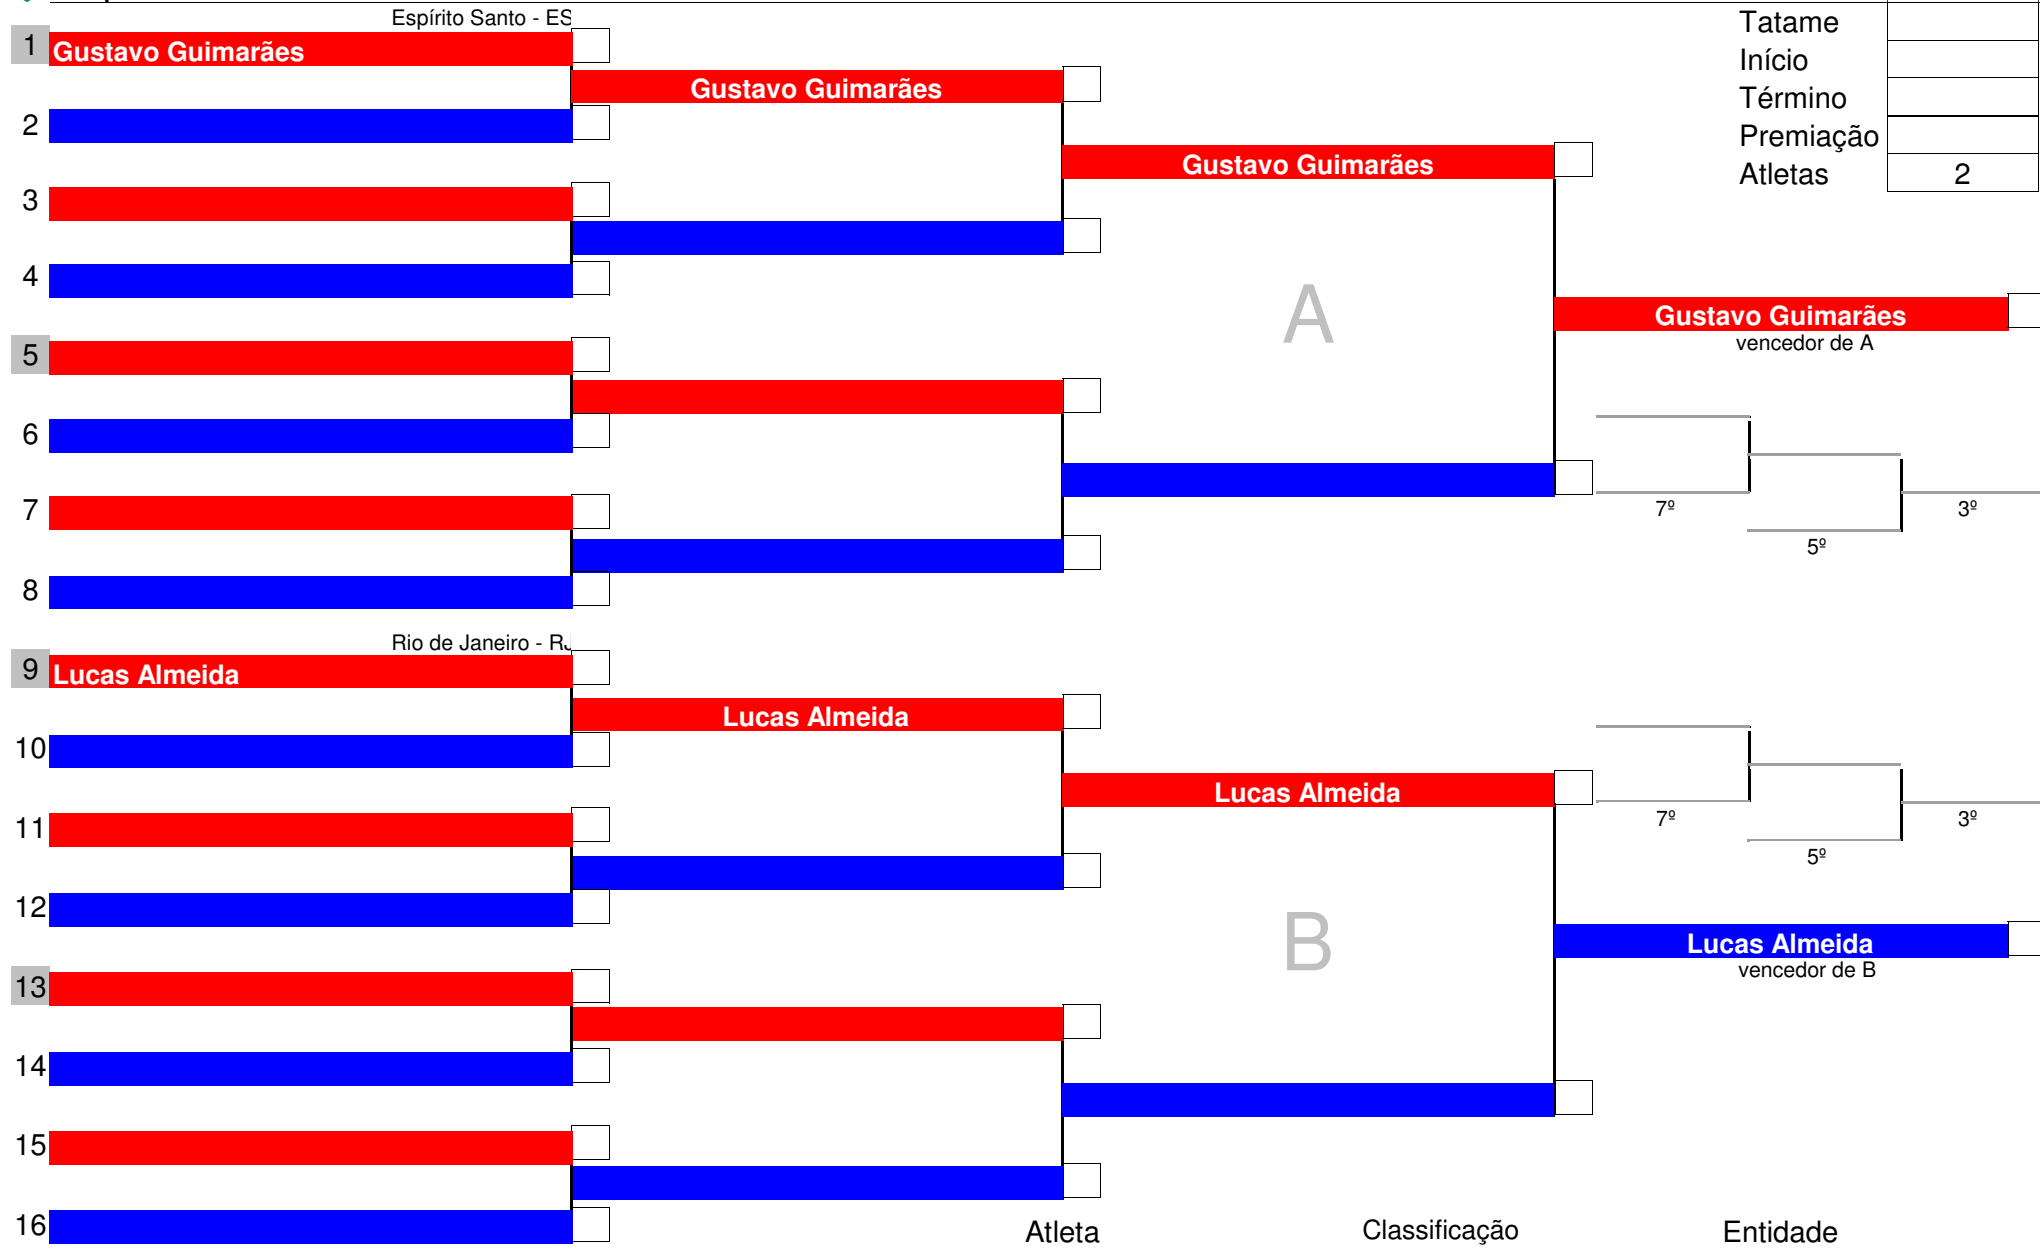 Espírito Santo - ES
Tatame
1 Gustavo Guimarães
Início
Gustavo Guimarães
Término
2
Premiação
Gustavo Guimarães
Atletas 2
3
4
A
Gustavo Guimarães
vencedor de A
5
6
7
7º
3º
5º
8
Rio de Janeiro - RJ
9 Lucas Almeida
Lucas Almeida
10
Lucas Almeida
11
7º
3º
5º
12
B
Lucas Almeida
vencedor de B
13
14
15
16
Atleta Classificação Entidade